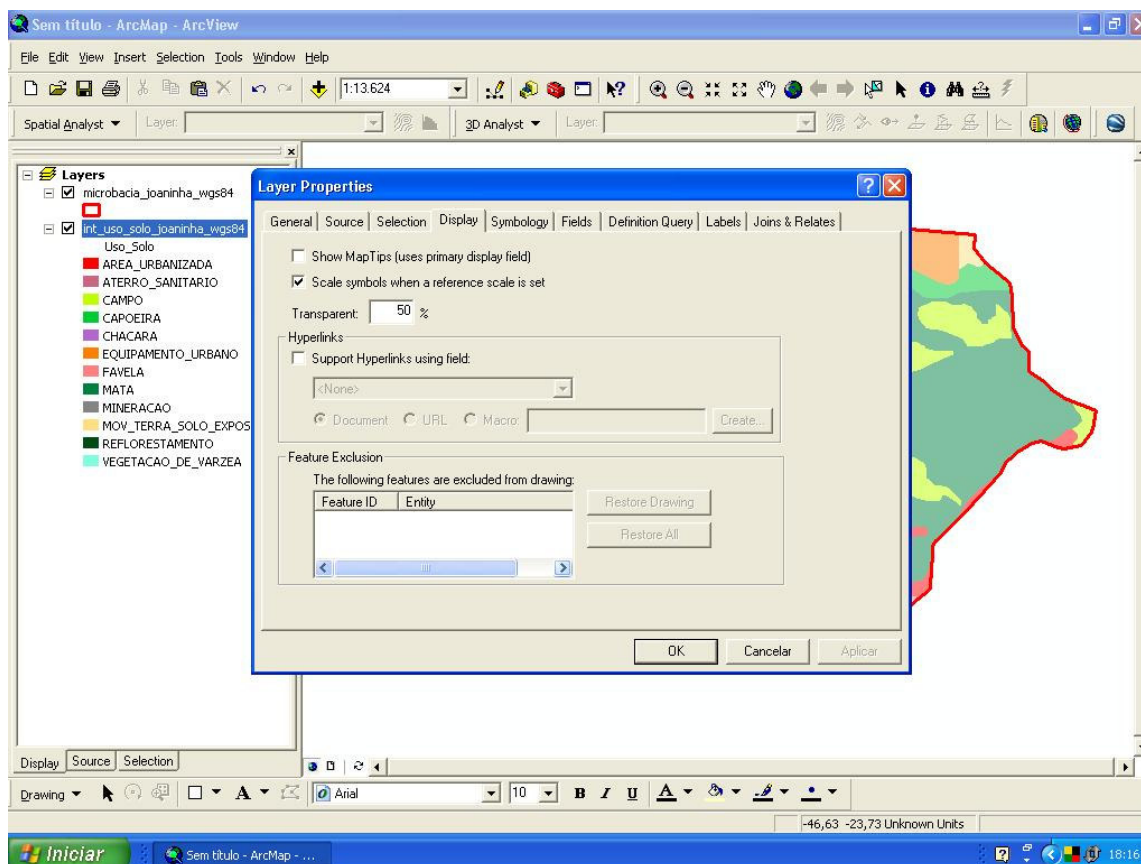 Sem título - ArcMap - ArcView
File Edit View Insert Selection Tools Window Help
1:13.624
Spatial Analyst Layer: 3D Analyst Layer:
Layers
microbacia_joaninha_wgs84
int_uso_solo_joaninha_wgs84
Uso_Solo
AREA_URBANIZADA
ATERRO_SANITARIO
CAMPO
CAPOEIRA
CHACARA
EQUIPAMENTO_URBANO
FAVELA
MATA
MINERACAO
MOV_TERRA_SOLO_EXPOS
REFLORESTAMENTO
VEGETACAO_DE_VARZEA
Layer Properties
General Source Selection Display Symbology Fields Definition Query Labels Joins & Relates
Show MapTips (uses primary display field)
Scale symbols when a reference scale is set
Transparent: 50 %
Hyperlinks
Support Hyperlinks using field:
<None>
Document URL Macro: Create...
Feature Exclusion
The following features are excluded from drawing:
Feature ID Entity
Restore Drawing
Restore All
OK Cancelar Aplicar
Display Source Selection
Drawing A Arial 10 B I U A
-46,63 -23,73 Unknown Units
Iniciar Sem título - ArcMap - ... 18:16